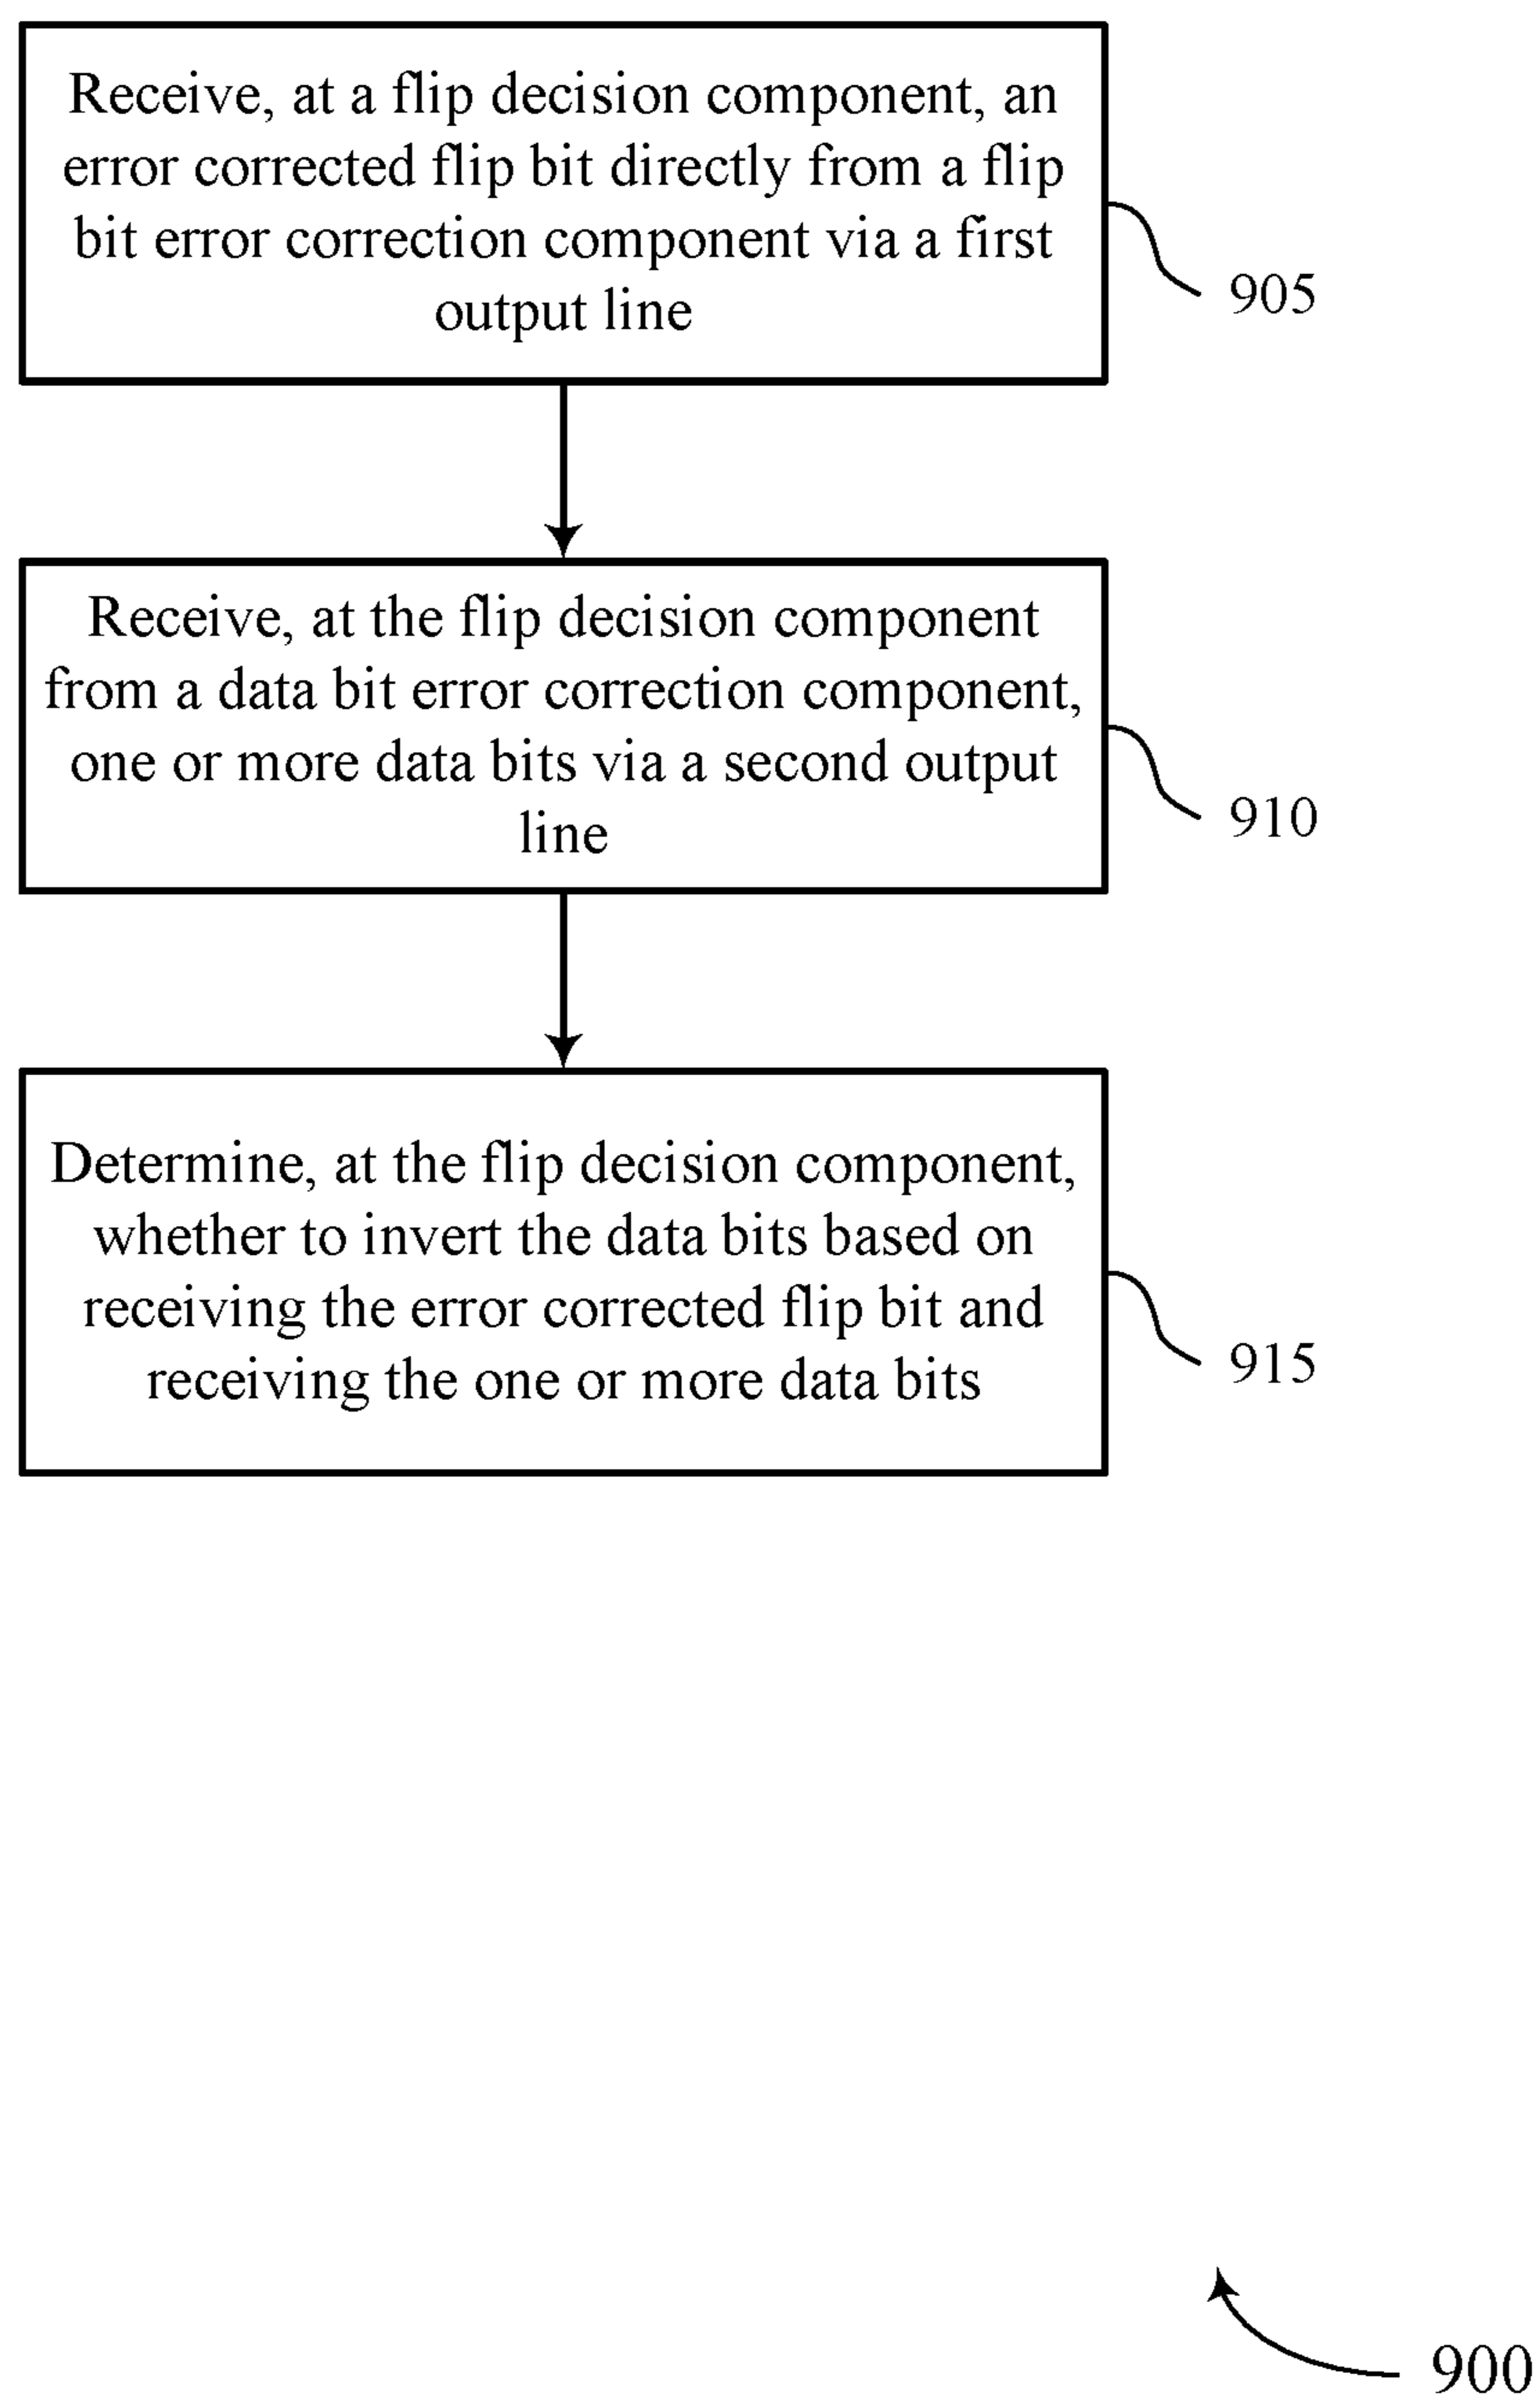 Receive, at a flip decision component, an
error corrected flip bit directly from a flip
bit error correction component via a first
output line
905
Receive, at the flip decision component
from a data bit error correction component,
one or more data bits via a second output
line
910
Determine, at the flip decision component,
whether to invert the data bits based on
receiving the error corrected flip bit and
receiving the one or more data bits
915
900